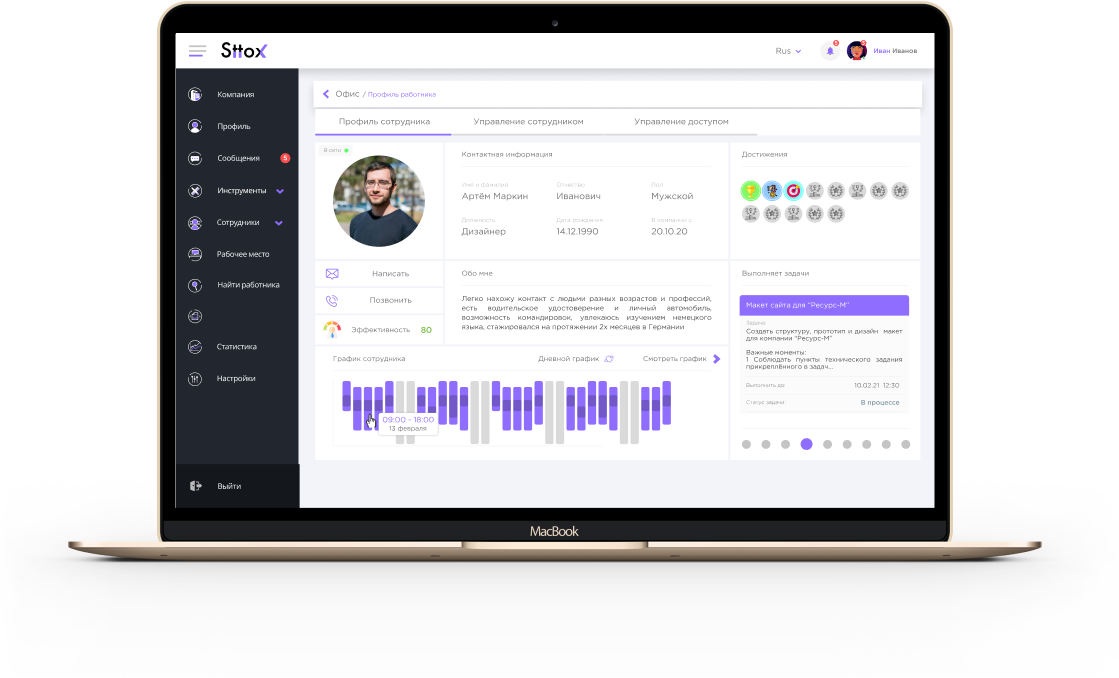 Sttox
Rus
5
Иван Иванов
Компания
Профиль
Сообщения 5
Инструменты
Сотрудники
Рабочее место
Найти работника
Статистика
Настройки
Выйти
Офис / Профиль работника
Профиль сотрудника
Управление сотрудником
Управление доступом
В сети
Контактная информация
Имя и фамилия
Отчество
Пол
Артём Маркин
Иванович
Мужской
Должность
Дата рождения
В компании с
Дизайнер
14.12.1990
20.10.20
Достижения
Написать
Позвонить
Эффективность 80
Обо мне
Легко нахожу контакт с людьми разных возрастов и профессий,
есть водительское удостоверение и личный автомобиль,
возможность командировок, увлекаюсь изучением немецкого
языка, стажировался на протяжении 2х месяцев в Германии
Выполняет задачи
Макет сайта для "Ресурс-М"
Задача:
Создать структуру, прототип и дизайн макет
для компании "Ресурс-М"
Важные моменты:
1 Соблюдать пункты технического задания
прикреплённого в задач...
Выполнить до:
10.02.21 12:30
Статус задачи:
В процессе
График сотрудника
Дневной график
Смотреть график
09:00 - 18:00
13 февраля
MacBook